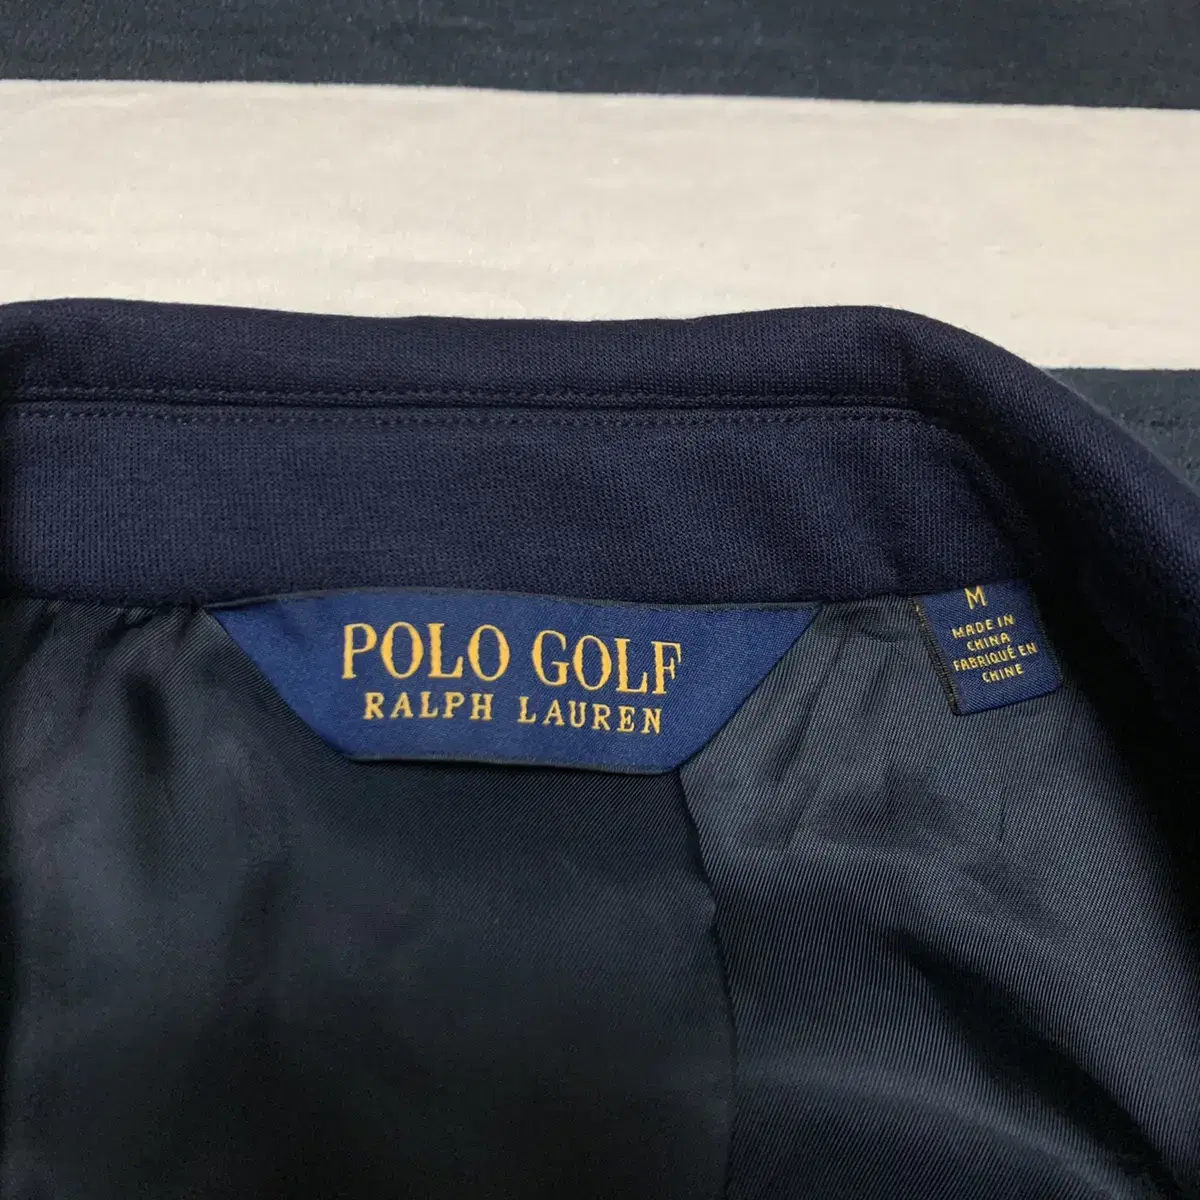 POLO GOLF
RALPH LAUREN
M
MADE IN
CHINA
FABRIQUÉ EN
CHINE